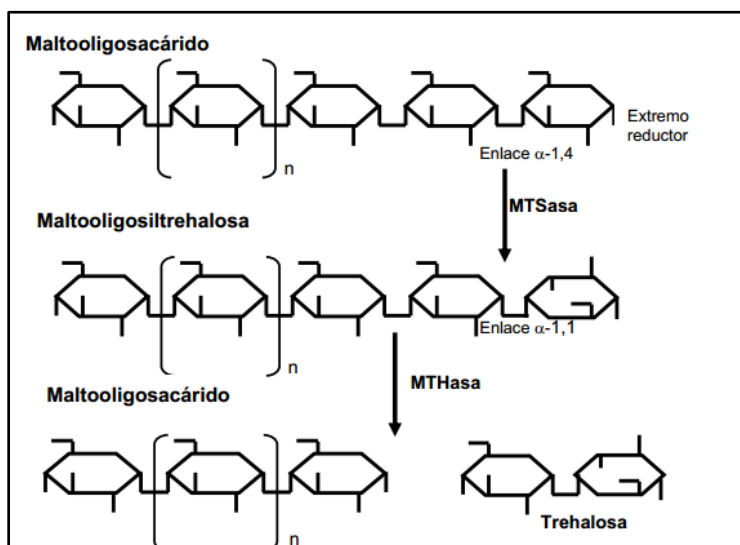 Maltooligosacárido
Extremo
reductor
n
Enlace α-1,4
MTSasa
Maltooligosiltrehalosa
Enlace α-1,1
n
MTHasa
Maltooligosacárido
n
Trehalosa